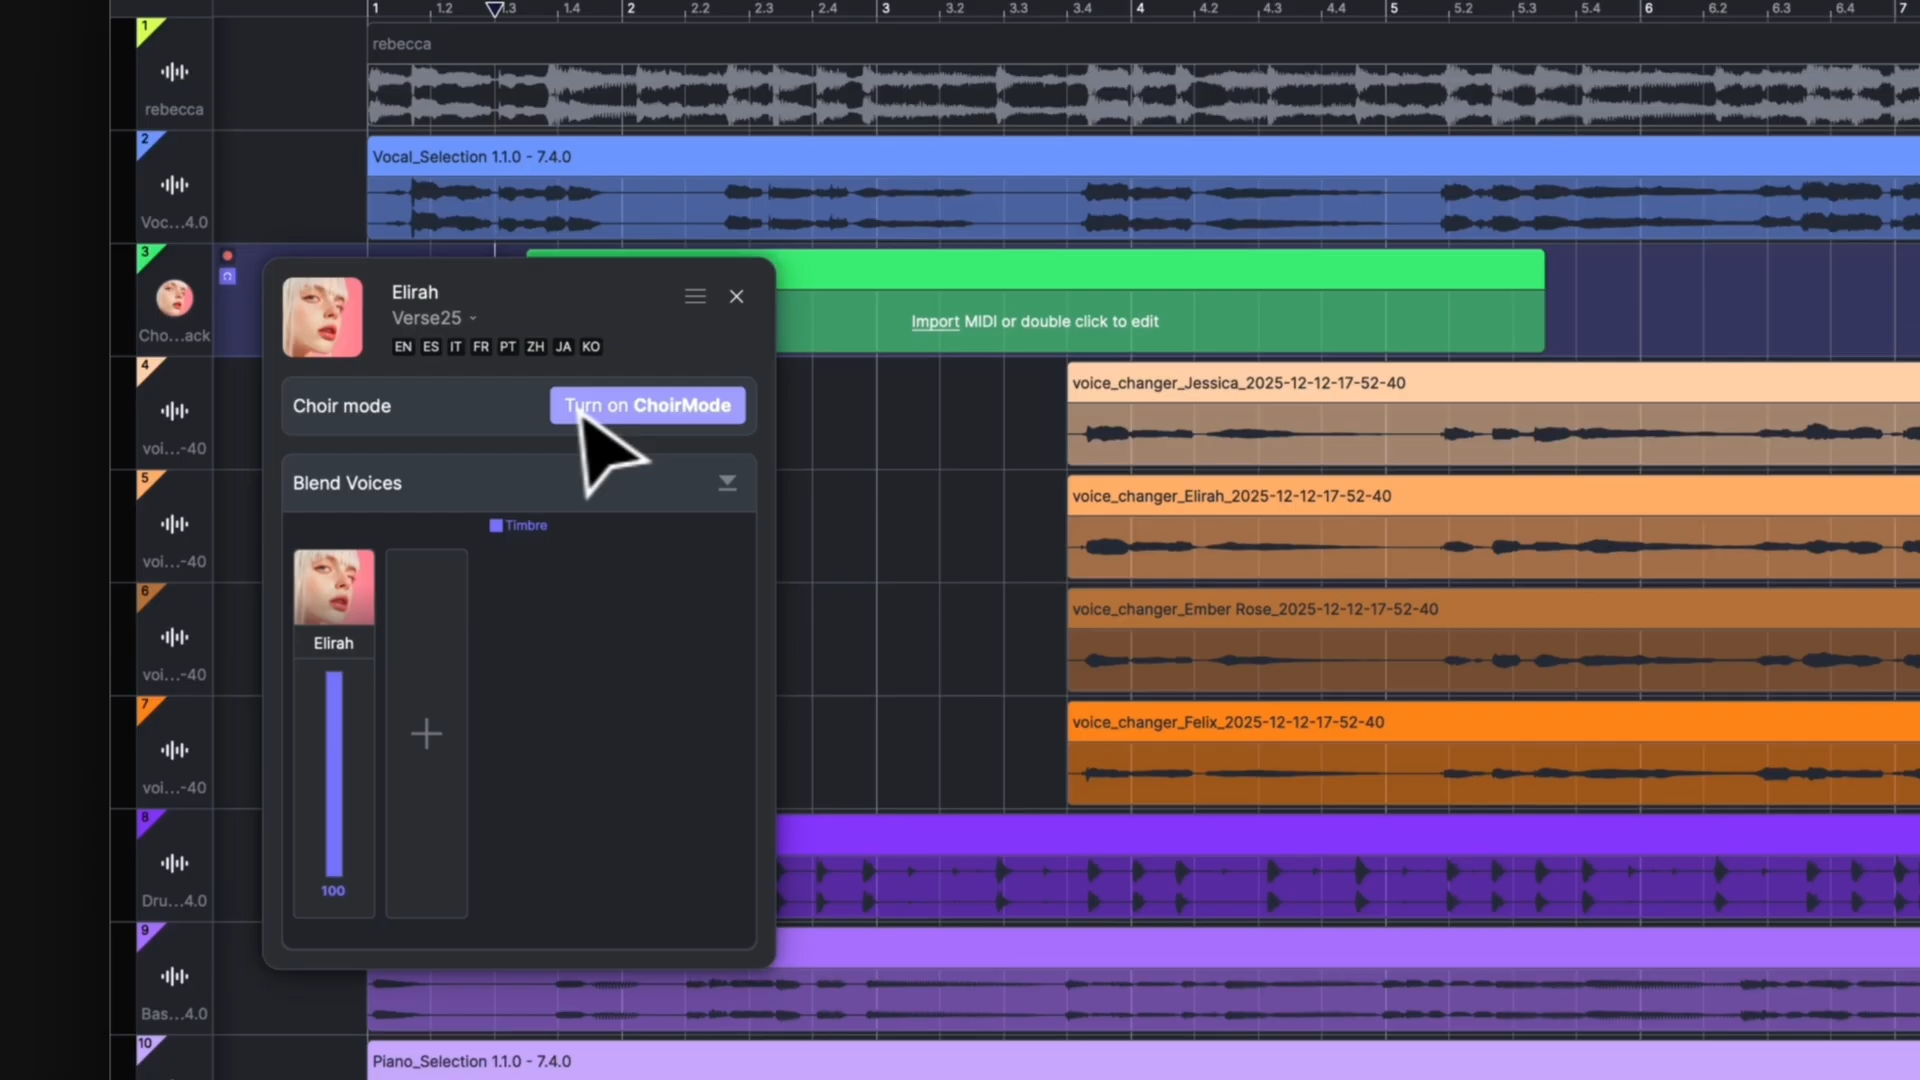 1 1.2 1.3 1.4 2 2.2 2.3 2.4 3 3.2 3.3 3.4 4 4.2 4.3 4.4 5 5.2 5.3 5.4 6 6.2 6.3 6.4 7
1
rebecca
rebecca
2
Vocal_Selection 1.1.0 - 7.4.0
Voc...4.0
3
Cho...ack
Import MIDI or double click to edit
Elirah
Verse25
EN ES IT FR PT ZH JA KO
Choir mode
Turn on ChoirMode
Blend Voices
Timbre
Elirah
100
4
voice_changer_Jessica_2025-12-12-17-52-40
voi...-40
5
voice_changer_Elirah_2025-12-12-17-52-40
voi...-40
6
voice_changer_Ember Rose_2025-12-12-17-52-40
voi...-40
7
voice_changer_Felix_2025-12-12-17-52-40
voi...-40
8
Dru...4.0
9
Bas...4.0
10
Piano_Selection 1.1.0 - 7.4.0